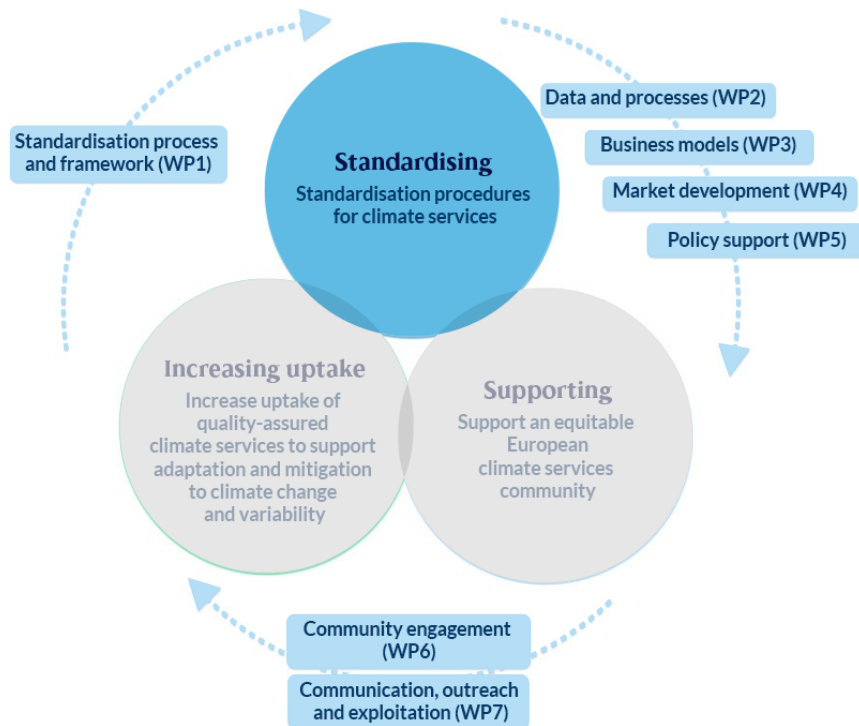 Standardisation process
and framework (WP1)
Standardising
Standardisation procedures
for climate services
Data and processes (WP2)
Business models (WP3)
Market development (WP4)
Policy support (WP5)
Increasing uptake
Increase uptake of
quality-assured
climate services to support
adaptation and mitigation
to climate change
and variability
Supporting
Support an equitable
European
climate services
community
Community engagement
(WP6)
Communication, outreach
and exploitation (WP7)